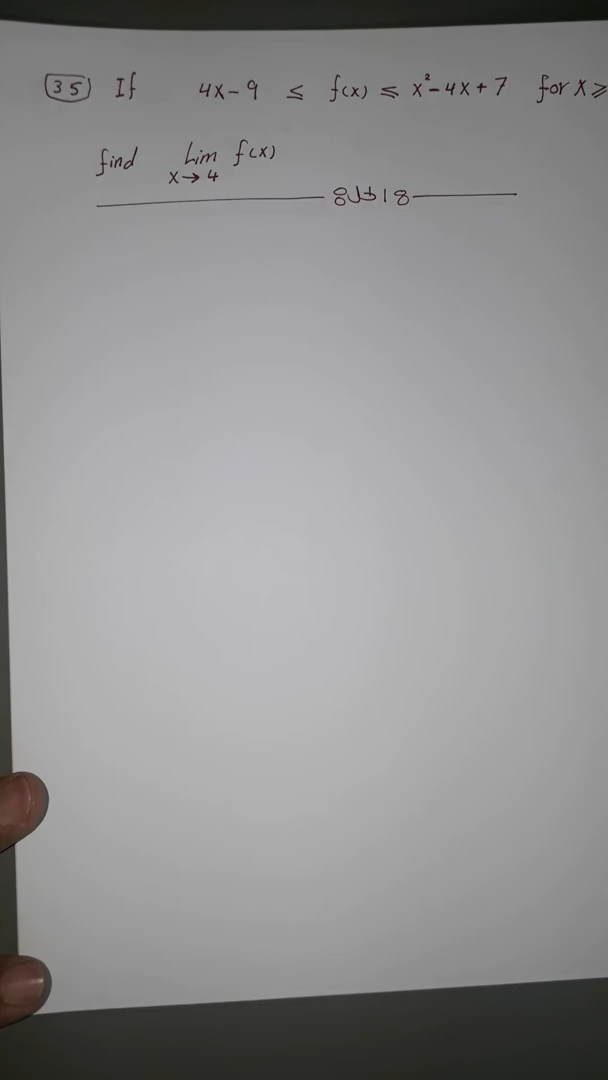 35 If 4x-9 ≤ f(x) ≤ x²-4x+7 for x ≥
find Lim f(x)
x→4